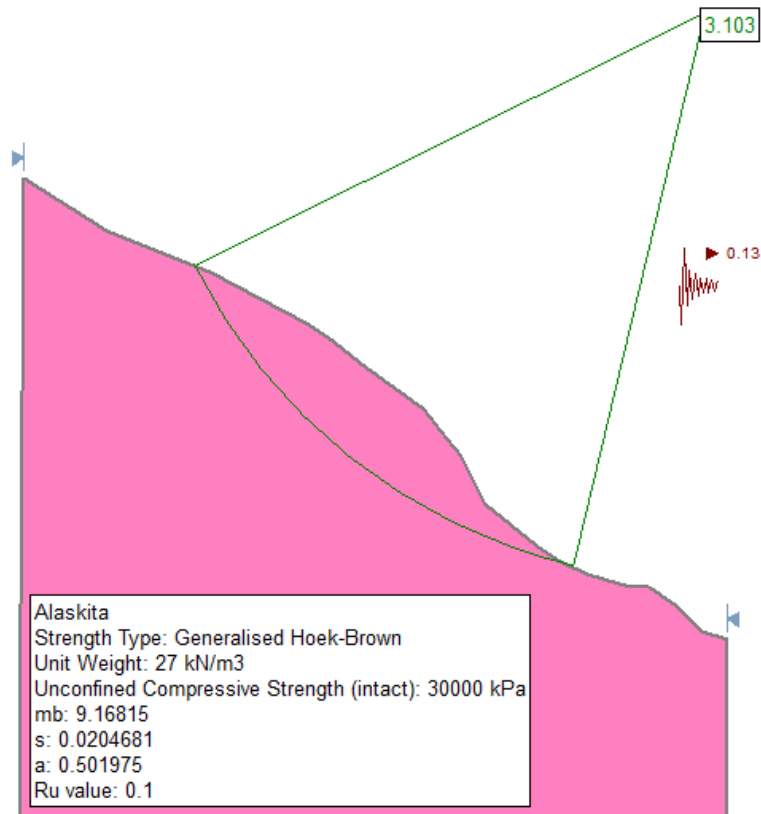 3.103
0.13
Alaskita
Strength Type: Generalised Hoek-Brown
Unit Weight: 27 kN/m3
Unconfined Compressive Strength (intact): 30000 kPa
mb: 9.16815
s: 0.0204681
a: 0.501975
Ru value: 0.1